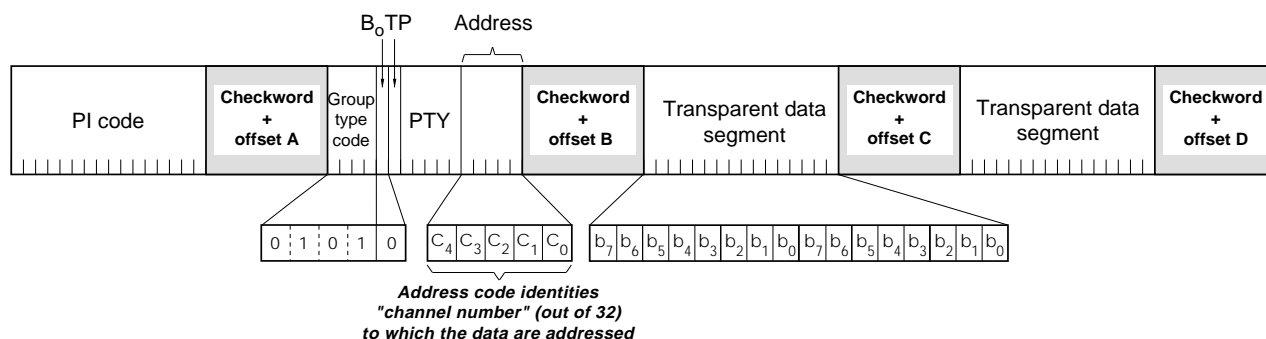 B₀TP Address
PI code
Checkword
+
offset A
Group
type
code
PTY
Checkword
+
offset B
Transparent data
segment
Checkword
+
offset C
Transparent data
segment
Checkword
+
offset D
0 1 0 1 0
C₄ C₃ C₂ C₁ C₀
b₇ b₆ b₅ b₄ b₃ b₂ b₁ b₀ b₇ b₆ b₅ b₄ b₃ b₂ b₁ b₀
Address code identities
"channel number" (out of 32)
to which the data are addressed